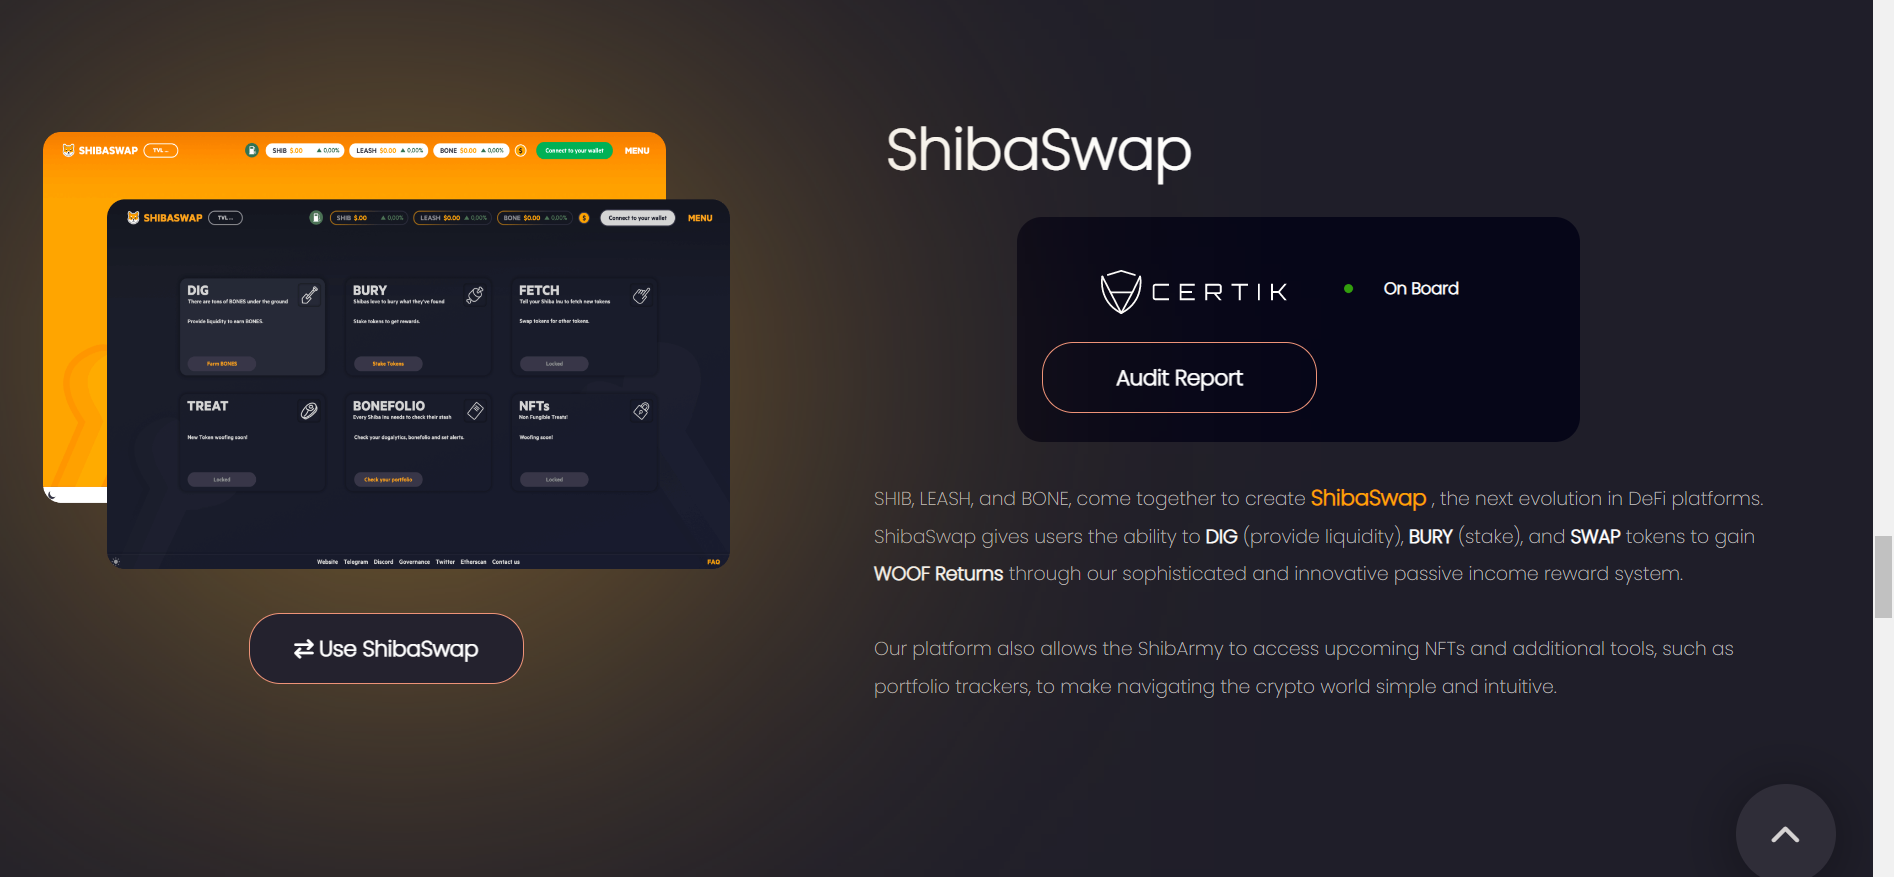 SHIBASWAP TVL ... SHIB $.00 ▲ 0,00% LEASH $0.00 ▲ 0,00% BONE $0.00 ▲ 0,00% $ Connect to your wallet MENU
SHIBASWAP TVL ... SHIB $.00 ▲ 0,00% LEASH $0.00 ▲ 0,00% BONE $0.00 ▲ 0,00% $ Connect to your wallet MENU
DIG
There are tons of BONES under the ground
Provide liquidity to earn BONES.
Farm BONES
BURY
Shibas love to bury what they've found
Stake tokens to get rewards.
Stake Tokens
FETCH
Tell your Shiba Inu to fetch new tokens
Swap tokens for other tokens.
Locked
TREAT
New Token woofing soon!
Locked
BONEFOLIO
Every Shiba Inu needs to check their stash
Check your dogalytics, bonefolio and set alerts.
Check your portfolio
NFTs
Non Fungible Treats!
Woofing soon!
Locked
Website Telegram Discord Governance Twitter Etherscan Contact us FAQ
Use ShibaSwap
ShibaSwap
CERTIK On Board
Audit Report
SHIB, LEASH, and BONE, come together to create ShibaSwap , the next evolution in DeFi platforms.
ShibaSwap gives users the ability to DIG (provide liquidity), BURY (stake), and SWAP tokens to gain
WOOF Returns through our sophisticated and innovative passive income reward system.
Our platform also allows the ShibArmy to access upcoming NFTs and additional tools, such as
portfolio trackers, to make navigating the crypto world simple and intuitive.